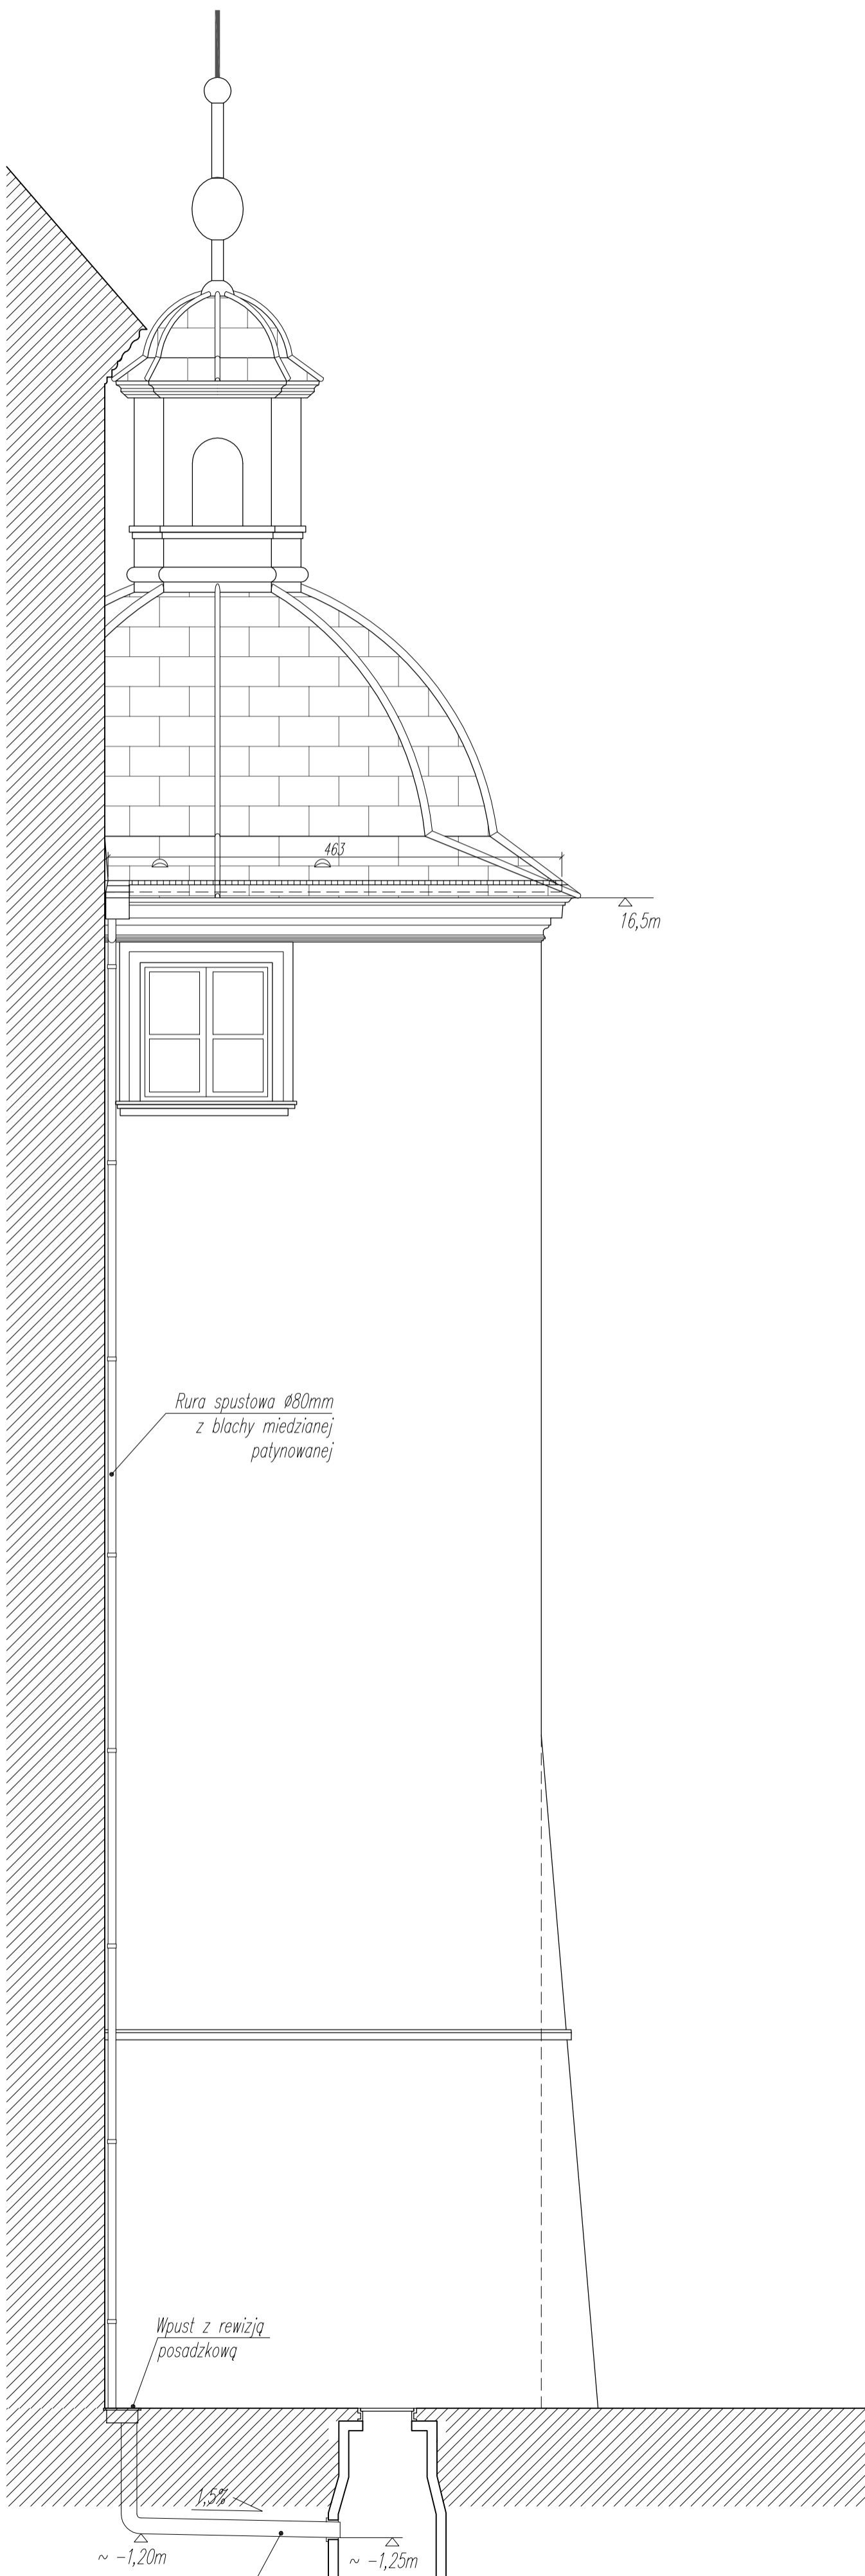 463
16,5m
Rura spustowa ø80mm
z blachy miedzianej
patynowanej
Wpust z rewizją
posadzkową
1,5%
~ -1,20m
~ -1,25m